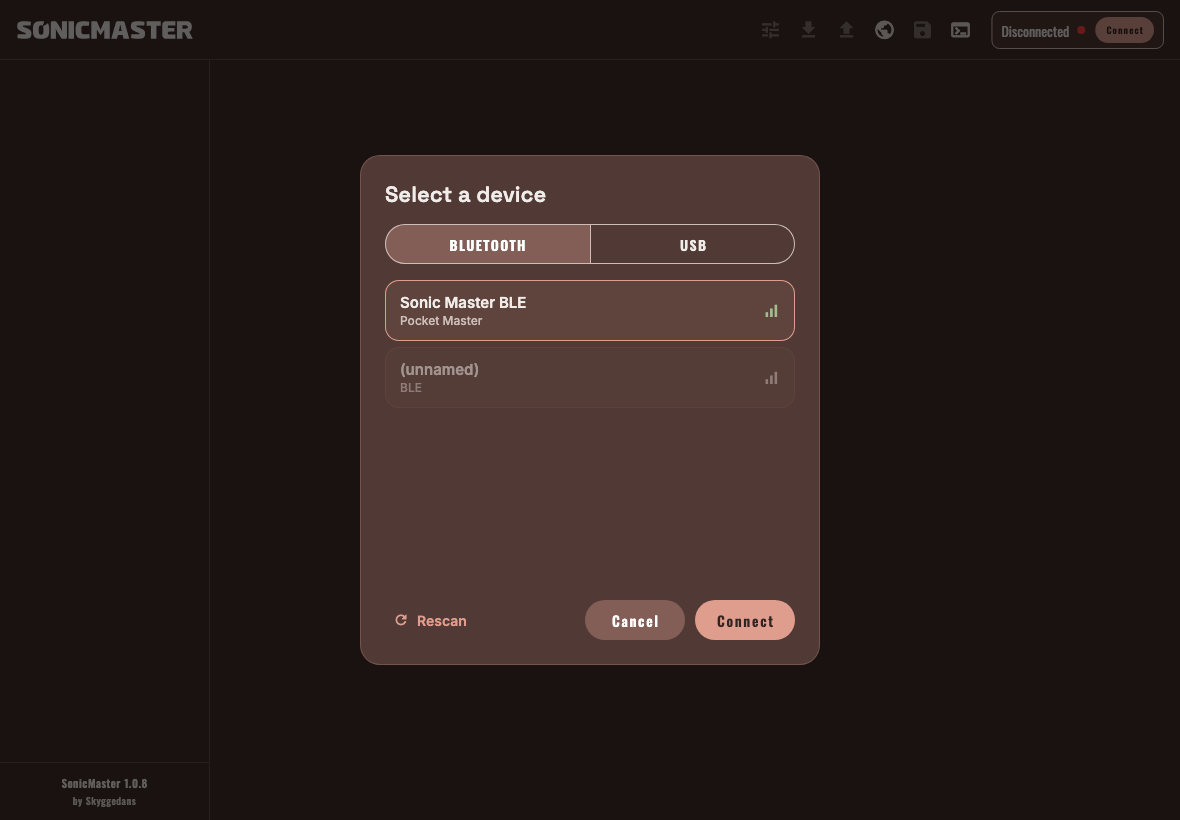 SONICMASTER
Disconnected
Connect
Select a device
BLUETOOTH
USB
Sonic Master BLE
Pocket Master
(unnamed)
BLE
Rescan
Cancel
Connect
SonicMaster 1.0.8
by Skyggedans